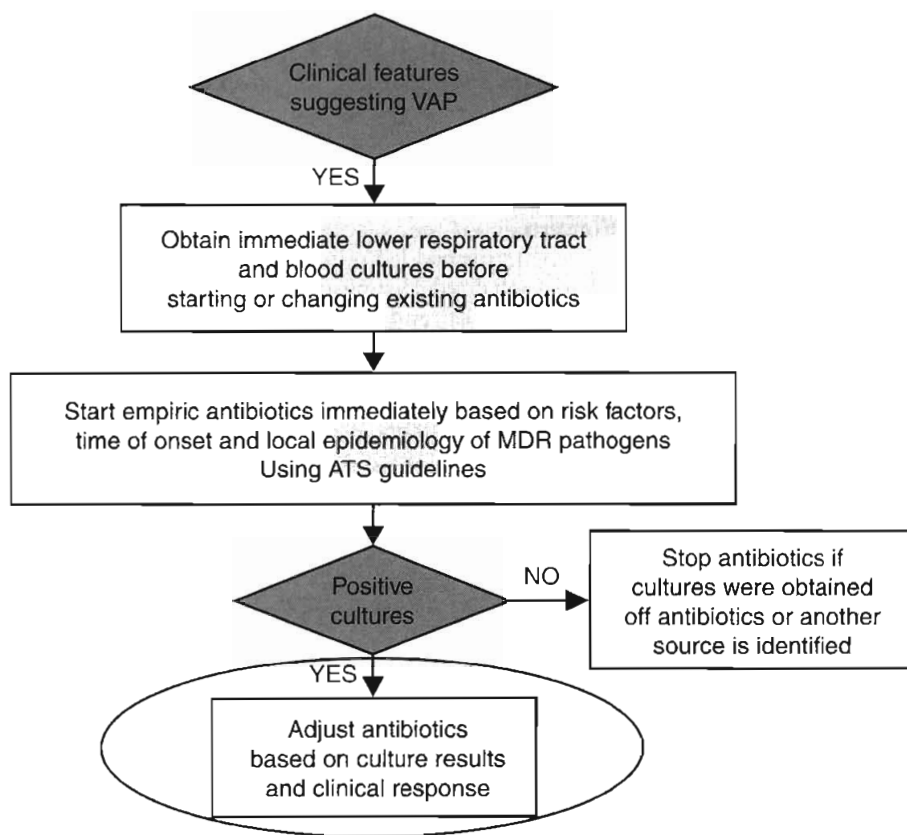 Clinical features
suggesting VAP
YES
Obtain immediate lower respiratory tract
and blood cultures before
starting or changing existing antibiotics
Start empiric antibiotics immediately based on risk factors,
time of onset and local epidemiology of MDR pathogens
Using ATS guidelines
Positive
cultures
NO
Stop antibiotics if
cultures were obtained
off antibiotics or another
source is identified
YES
Adjust antibiotics
based on culture results
and clinical response